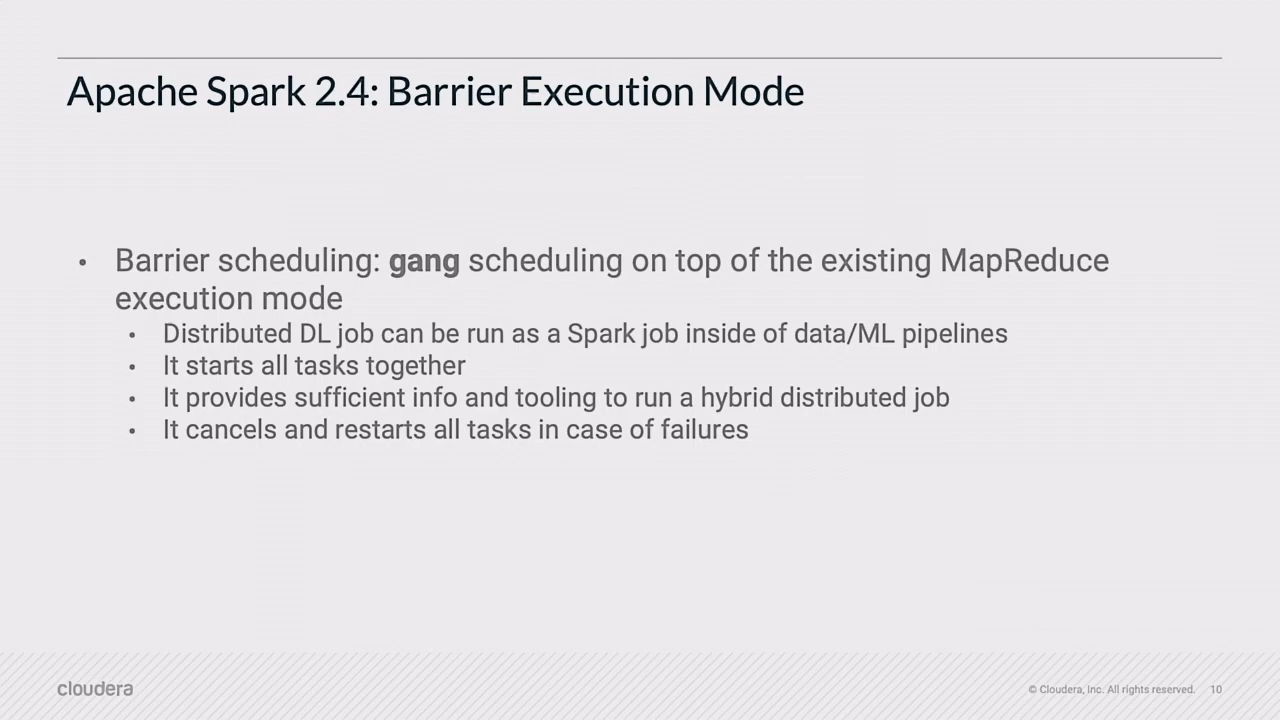 Apache Spark 2.4: Barrier Execution Mode
• Barrier scheduling: gang scheduling on top of the existing MapReduce
execution mode
• Distributed DL job can be run as a Spark job inside of data/ML pipelines
• It starts all tasks together
• It provides sufficient info and tooling to run a hybrid distributed job
• It cancels and restarts all tasks in case of failures
cloudera
© Cloudera, Inc. All rights reserved. 10